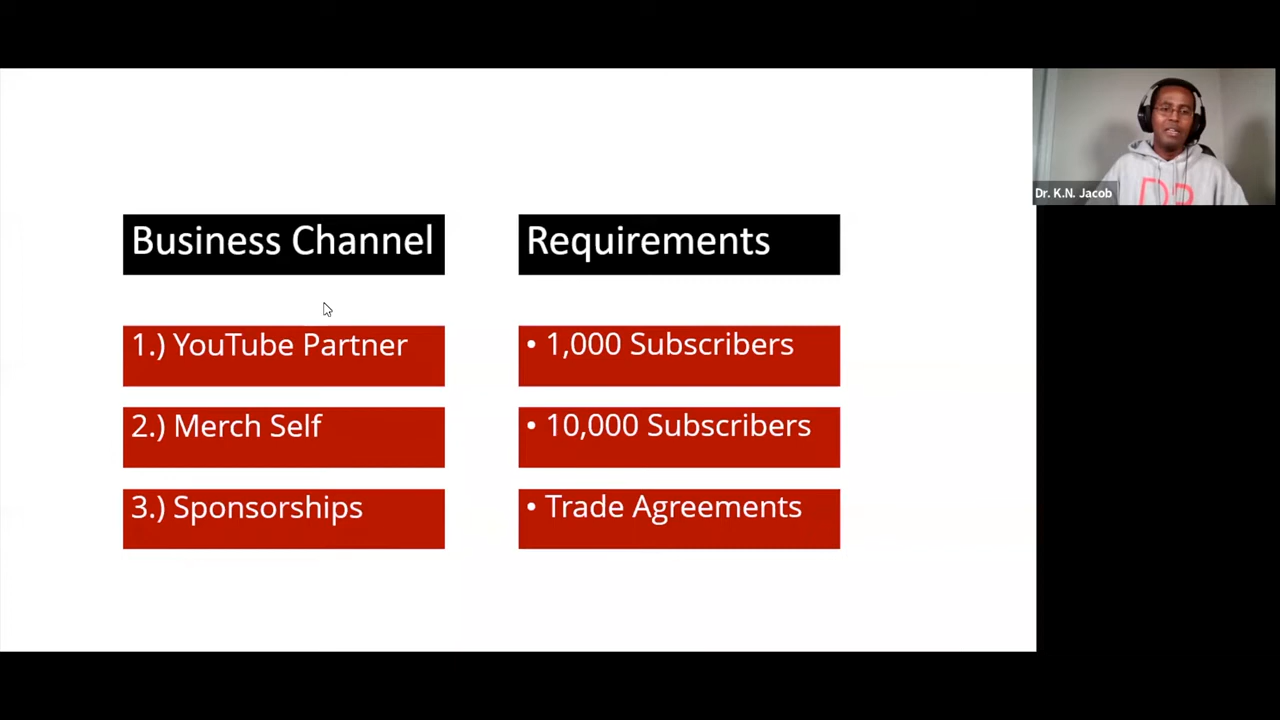 Business Channel
Requirements
1.) YouTube Partner
• 1,000 Subscribers
2.) Merch Self
• 10,000 Subscribers
3.) Sponsorships
• Trade Agreements
Dr. K.N. Jacob